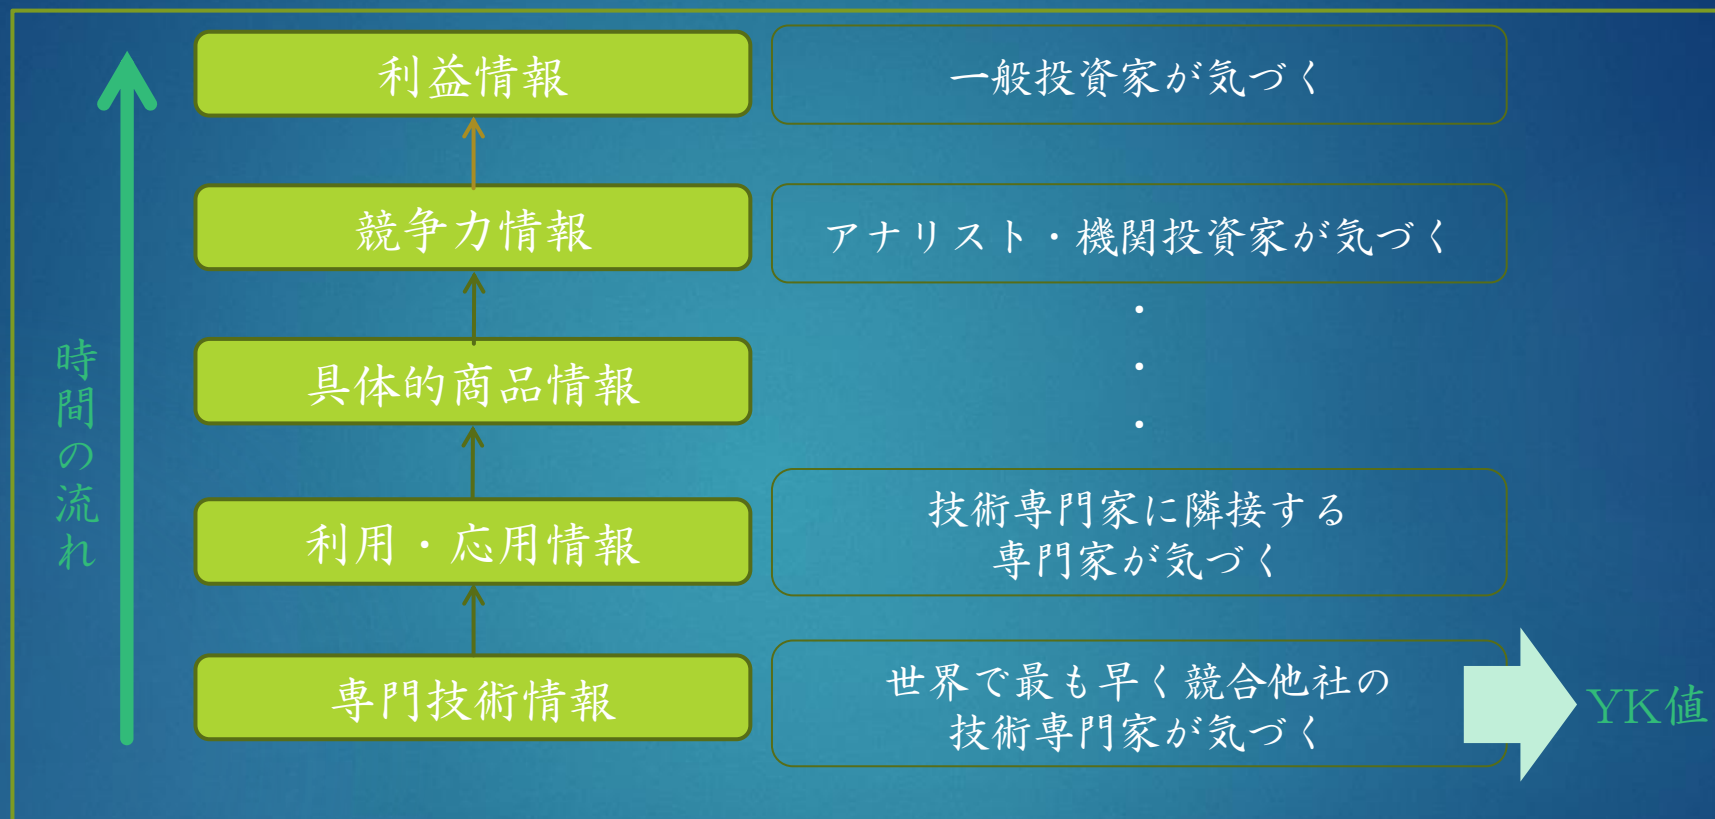 利益情報
一般投資家が気づく
競争力情報
アナリスト・機関投資家が気づく
・
・
・
具体的商品情報
利用・応用情報
技術専門家に隣接する
専門家が気づく
専門技術情報
世界で最も早く競合他社の
技術専門家が気づく
YK値
時間の流れ